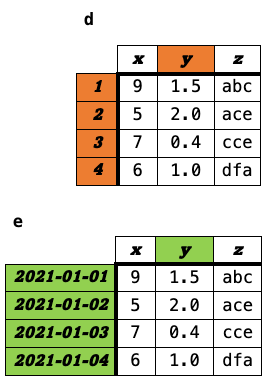 d
x y z
1 9 1.5 abc
2 5 2.0 ace
3 7 0.4 cce
4 6 1.0 dfa
e
x y z
2021-01-01 9 1.5 abc
2021-01-02 5 2.0 ace
2021-01-03 7 0.4 cce
2021-01-04 6 1.0 dfa